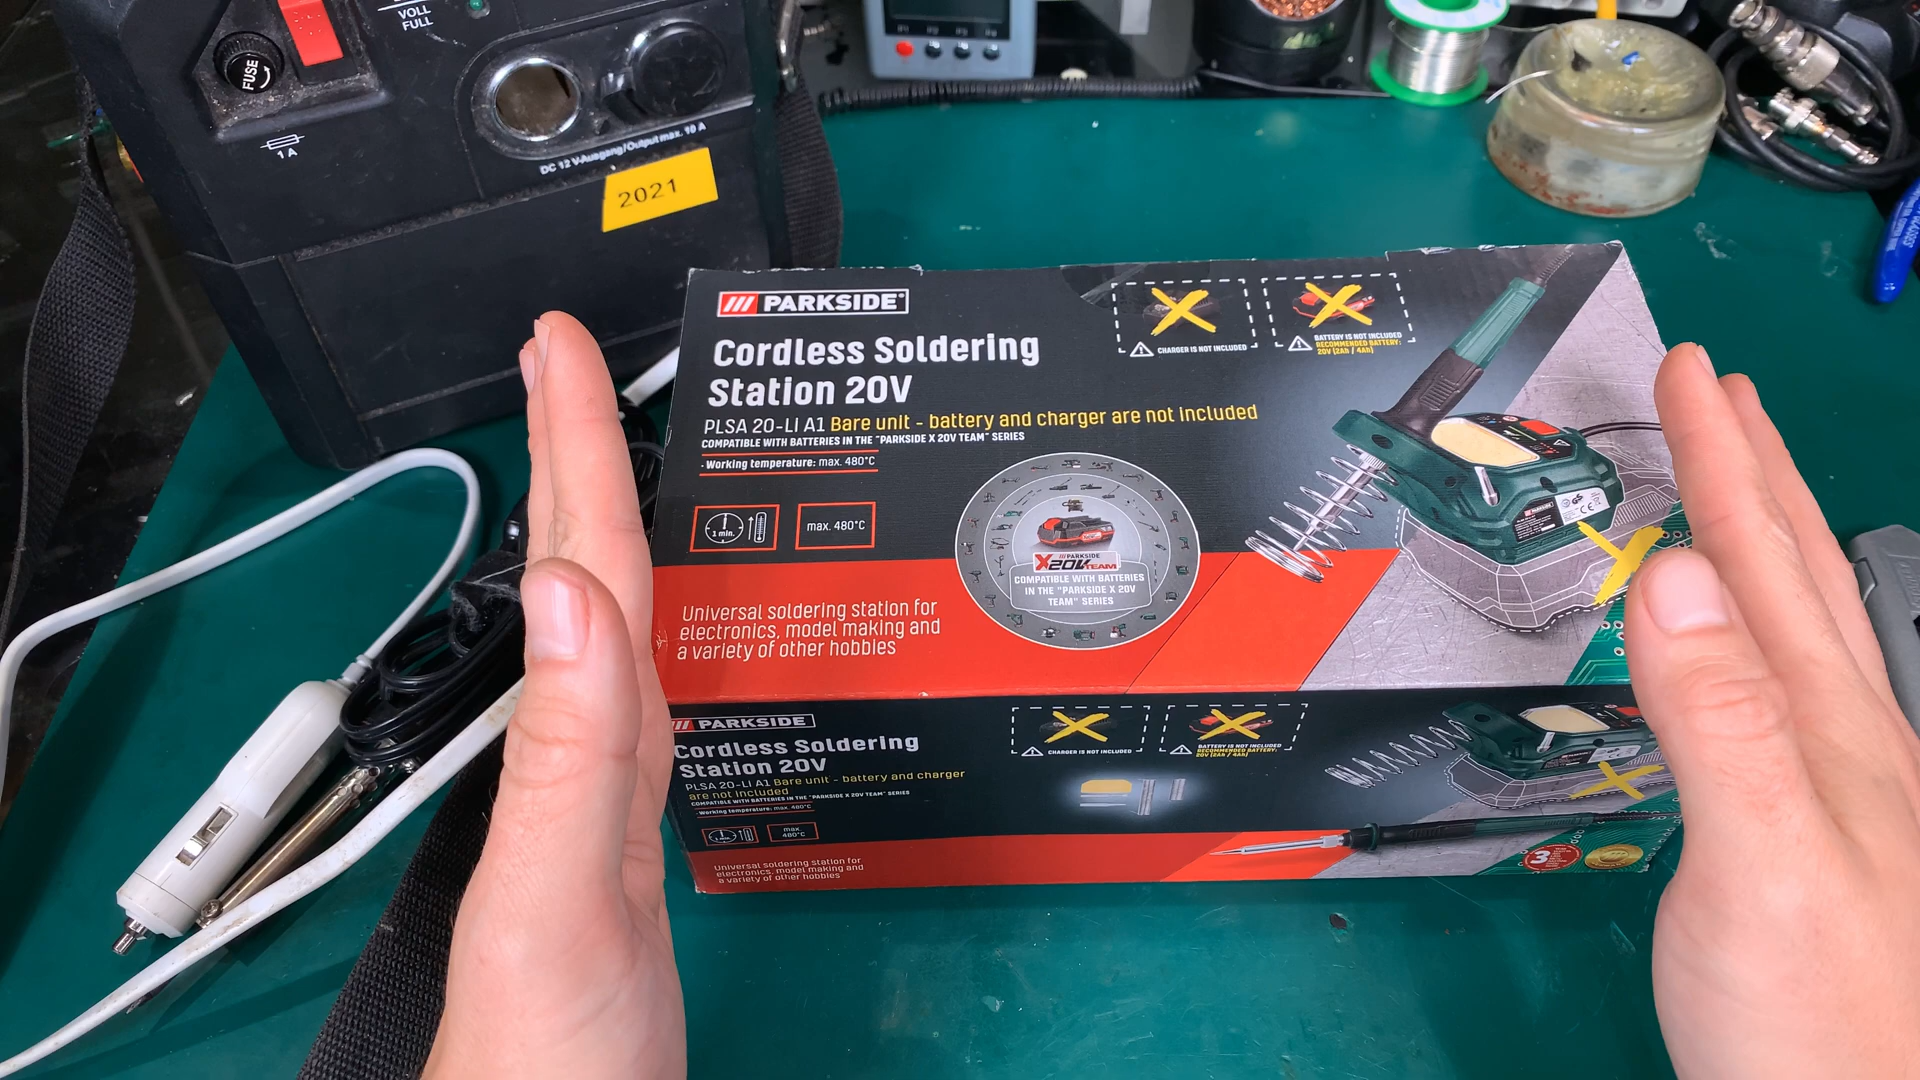 VOLL
FULL
FUSE
1 A
DC 12 V-Ausgang/Output max. 10 A
2021
PARKSIDE®
Cordless Soldering
Station 20V
PLSA 20-LI A1 Bare unit - battery and charger are not included
COMPATIBLE WITH BATTERIES IN THE "PARKSIDE X 20V TEAM" SERIES
· Working temperature: max. 480°C
1 min.
max. 480°C
CHARGER IS NOT INCLUDED
BATTERY IS NOT INCLUDED
RECOMMENDED BATTERY:
20V (2Ah / 4Ah)
PARKSIDE
X20V TEAM
COMPATIBLE WITH BATTERIES
IN THE "PARKSIDE X 20V
TEAM" SERIES
Universal soldering station for
electronics, model making and
a variety of other hobbies
PARKSIDE
Cordless Soldering
Station 20V
PLSA 20-LI A1 Bare unit - battery and charger
are not included
COMPATIBLE WITH BATTERIES IN THE "PARKSIDE X 20V TEAM" SERIES
· Working temperature: max. 480°C
max.
480°C
CHARGER IS NOT INCLUDED
BATTERY IS NOT INCLUDED
RECOMMENDED BATTERY:
20V (2Ah / 4Ah)
Universal soldering station for
electronics, model making and
a variety of other hobbies
3